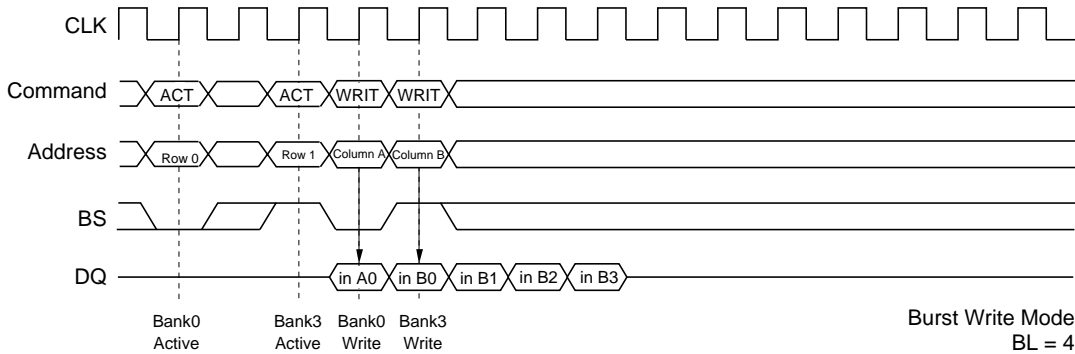 CLK
Command ACT ACT WRIT WRIT
Address Row 0 Row 1 Column A Column B
BS
DQ in A0 in B0 in B1 in B2 in B3
Bank0 Bank3 Bank0 Bank3
Active Active Write Write
Burst Write Mode
BL = 4